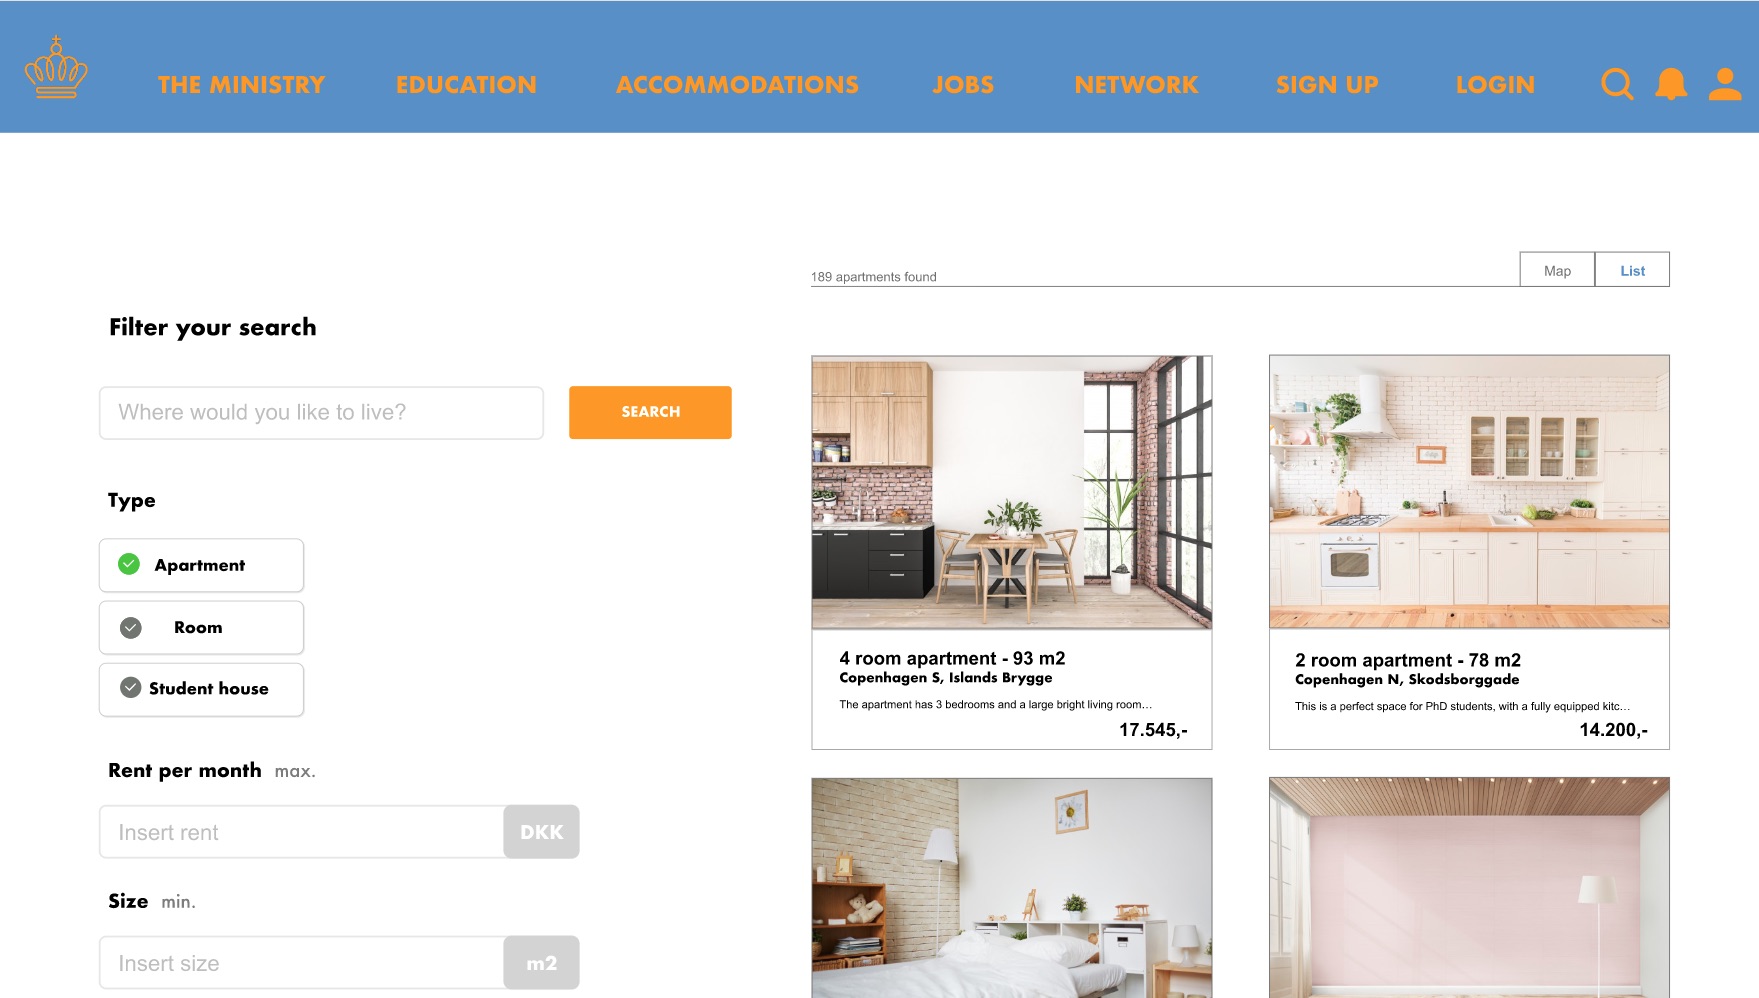 THE MINISTRY EDUCATION ACCOMMODATIONS JOBS NETWORK SIGN UP LOGIN
189 apartments found
Map List
Filter your search
Where would you like to live? SEARCH
Type
Apartment
Room
Student house
Rent per month max.
Insert rent DKK
Size min.
Insert size m2
4 room apartment - 93 m2
Copenhagen S, Islands Brygge
The apartment has 3 bedrooms and a large bright living room...
17.545,-
2 room apartment - 78 m2
Copenhagen N, Skodsborggade
This is a perfect space for PhD students, with a fully equipped kitc...
14.200,-